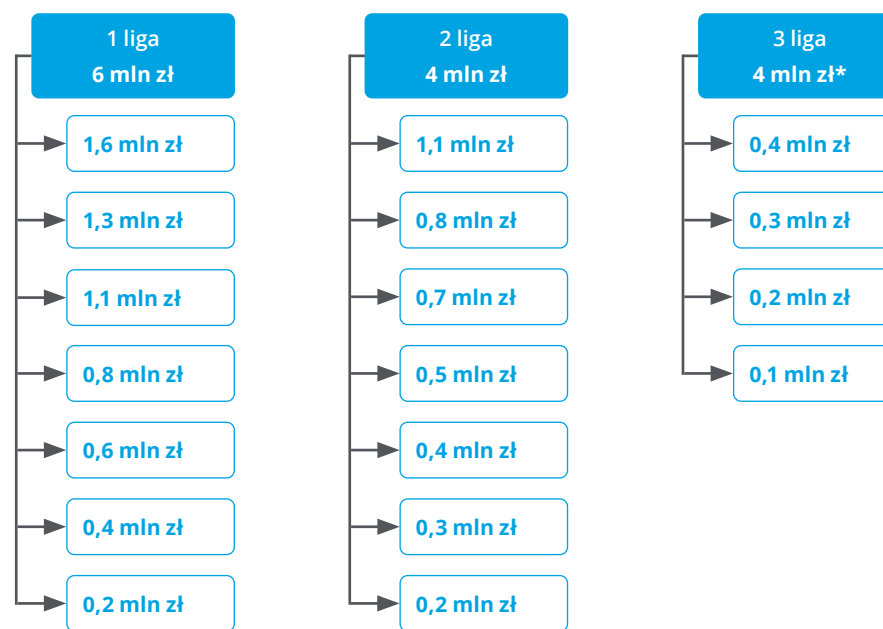 1 liga
6 mln zł
1,6 mln zł
1,3 mln zł
1,1 mln zł
0,8 mln zł
0,6 mln zł
0,4 mln zł
0,2 mln zł
2 liga
4 mln zł
1,1 mln zł
0,8 mln zł
0,7 mln zł
0,5 mln zł
0,4 mln zł
0,3 mln zł
0,2 mln zł
3 liga
4 mln zł*
0,4 mln zł
0,3 mln zł
0,2 mln zł
0,1 mln zł